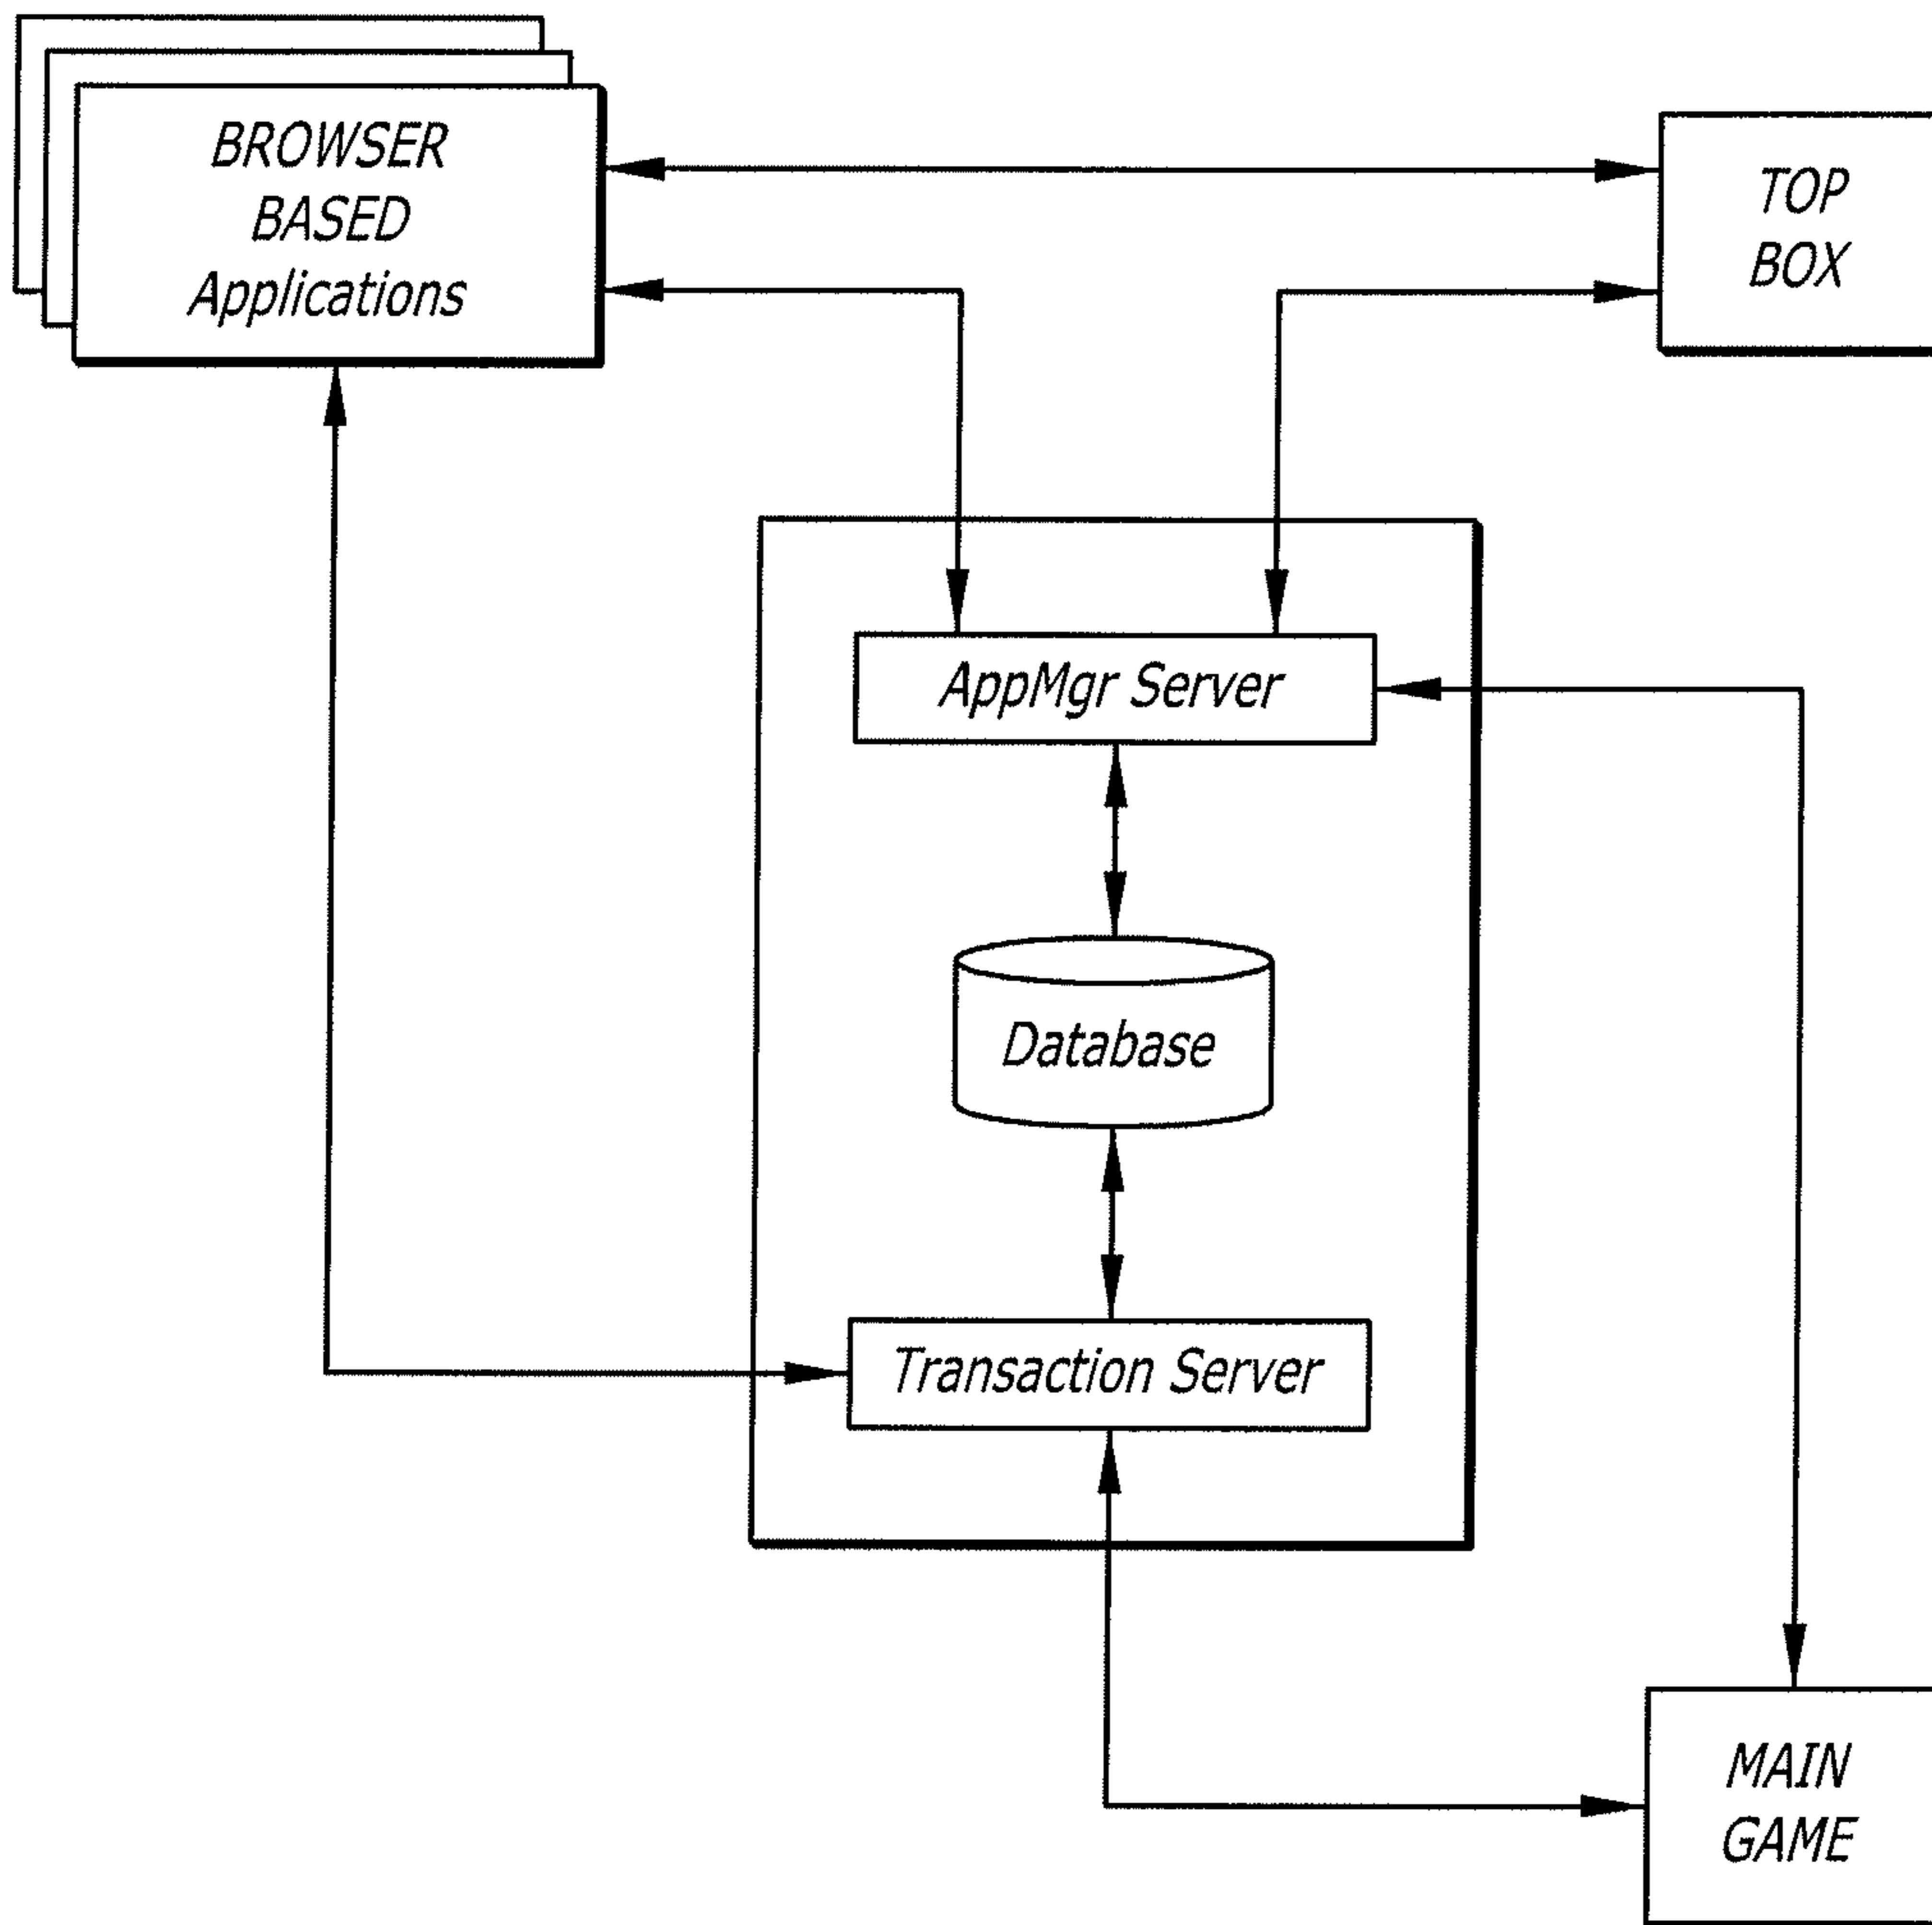 BROWSER
BASED
Applications
TOP
BOX
AppMgr Server
Database
Transaction Server
MAIN
GAME